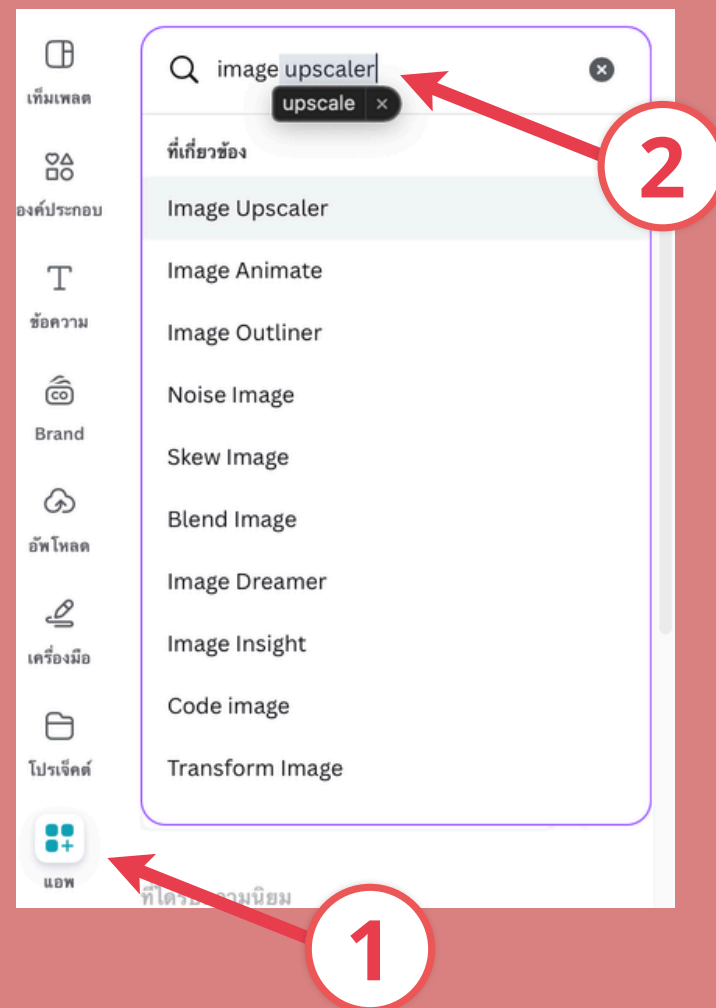 เท็มเพลต
องค์ประกอบ
ข้อความ
Brand
อัพโหลด
เครื่องมือ
โปรเจ็คต์
แอพ
image upscaler
upscale ×
ที่เกี่ยวข้อง
Image Upscaler
Image Animate
Image Outliner
Noise Image
Skew Image
Blend Image
Image Dreamer
Image Insight
Code image
Transform Image
2
1